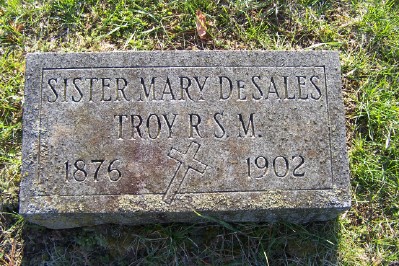 SISTER MARY DESALES
TROY R.S.M.
1876 1902